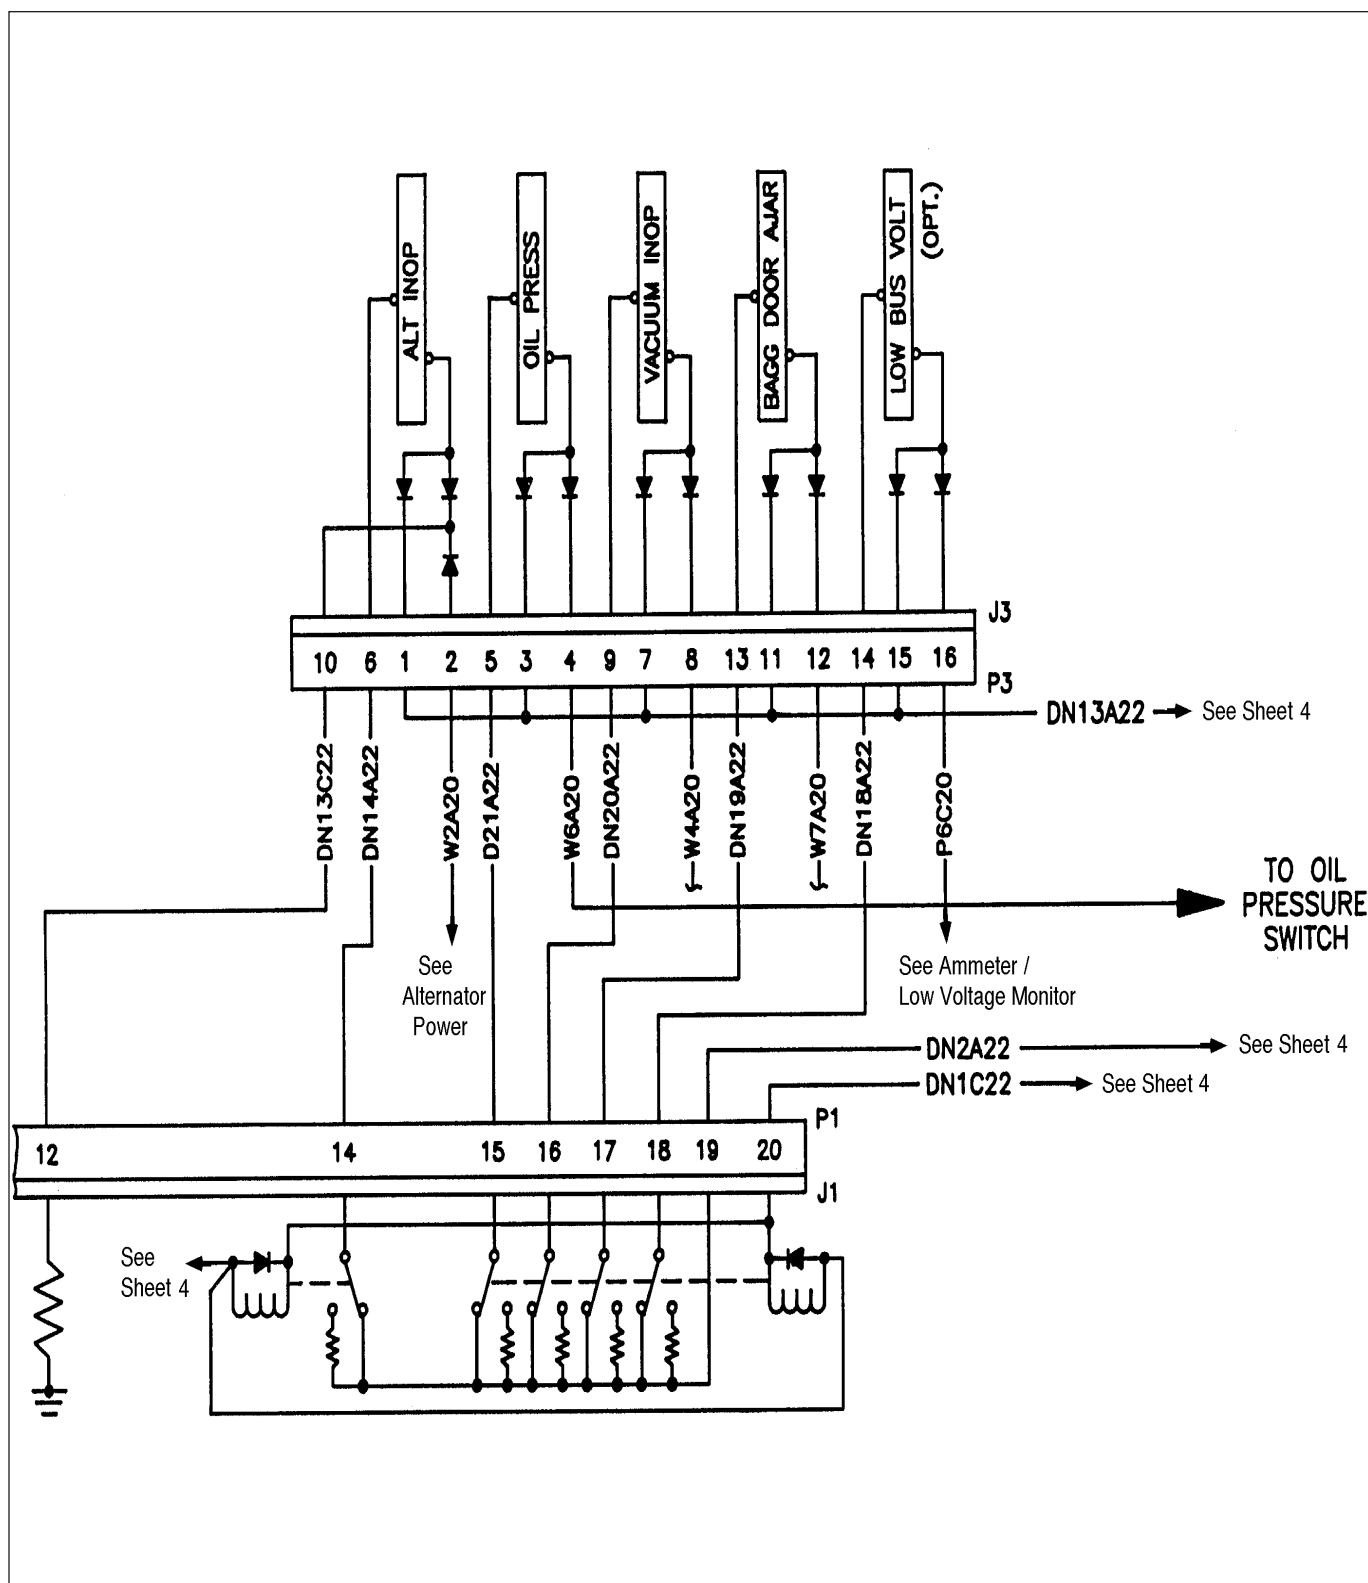 ALT INOP
OIL PRESS
VACUUM INOP
BAGG DOOR AJAR
LOW BUS VOLT
(OPT.)
J3
10 6 1 2 5 3 4 9 7 8 13 11 12 14 15 16
P3
DN13A22
See Sheet 4
DN13C22
DN14A22
W2A20
D21A22
W6A20
DN20A22
W4A20
DN19A22
W7A20
DN18A22
P6C20
TO OIL
PRESSURE
SWITCH
See
Alternator
Power
See Ammeter /
Low Voltage Monitor
DN2A22
See Sheet 4
DN1C22
See Sheet 4
P1
12 14 15 16 17 18 19 20
J1
See
Sheet 4